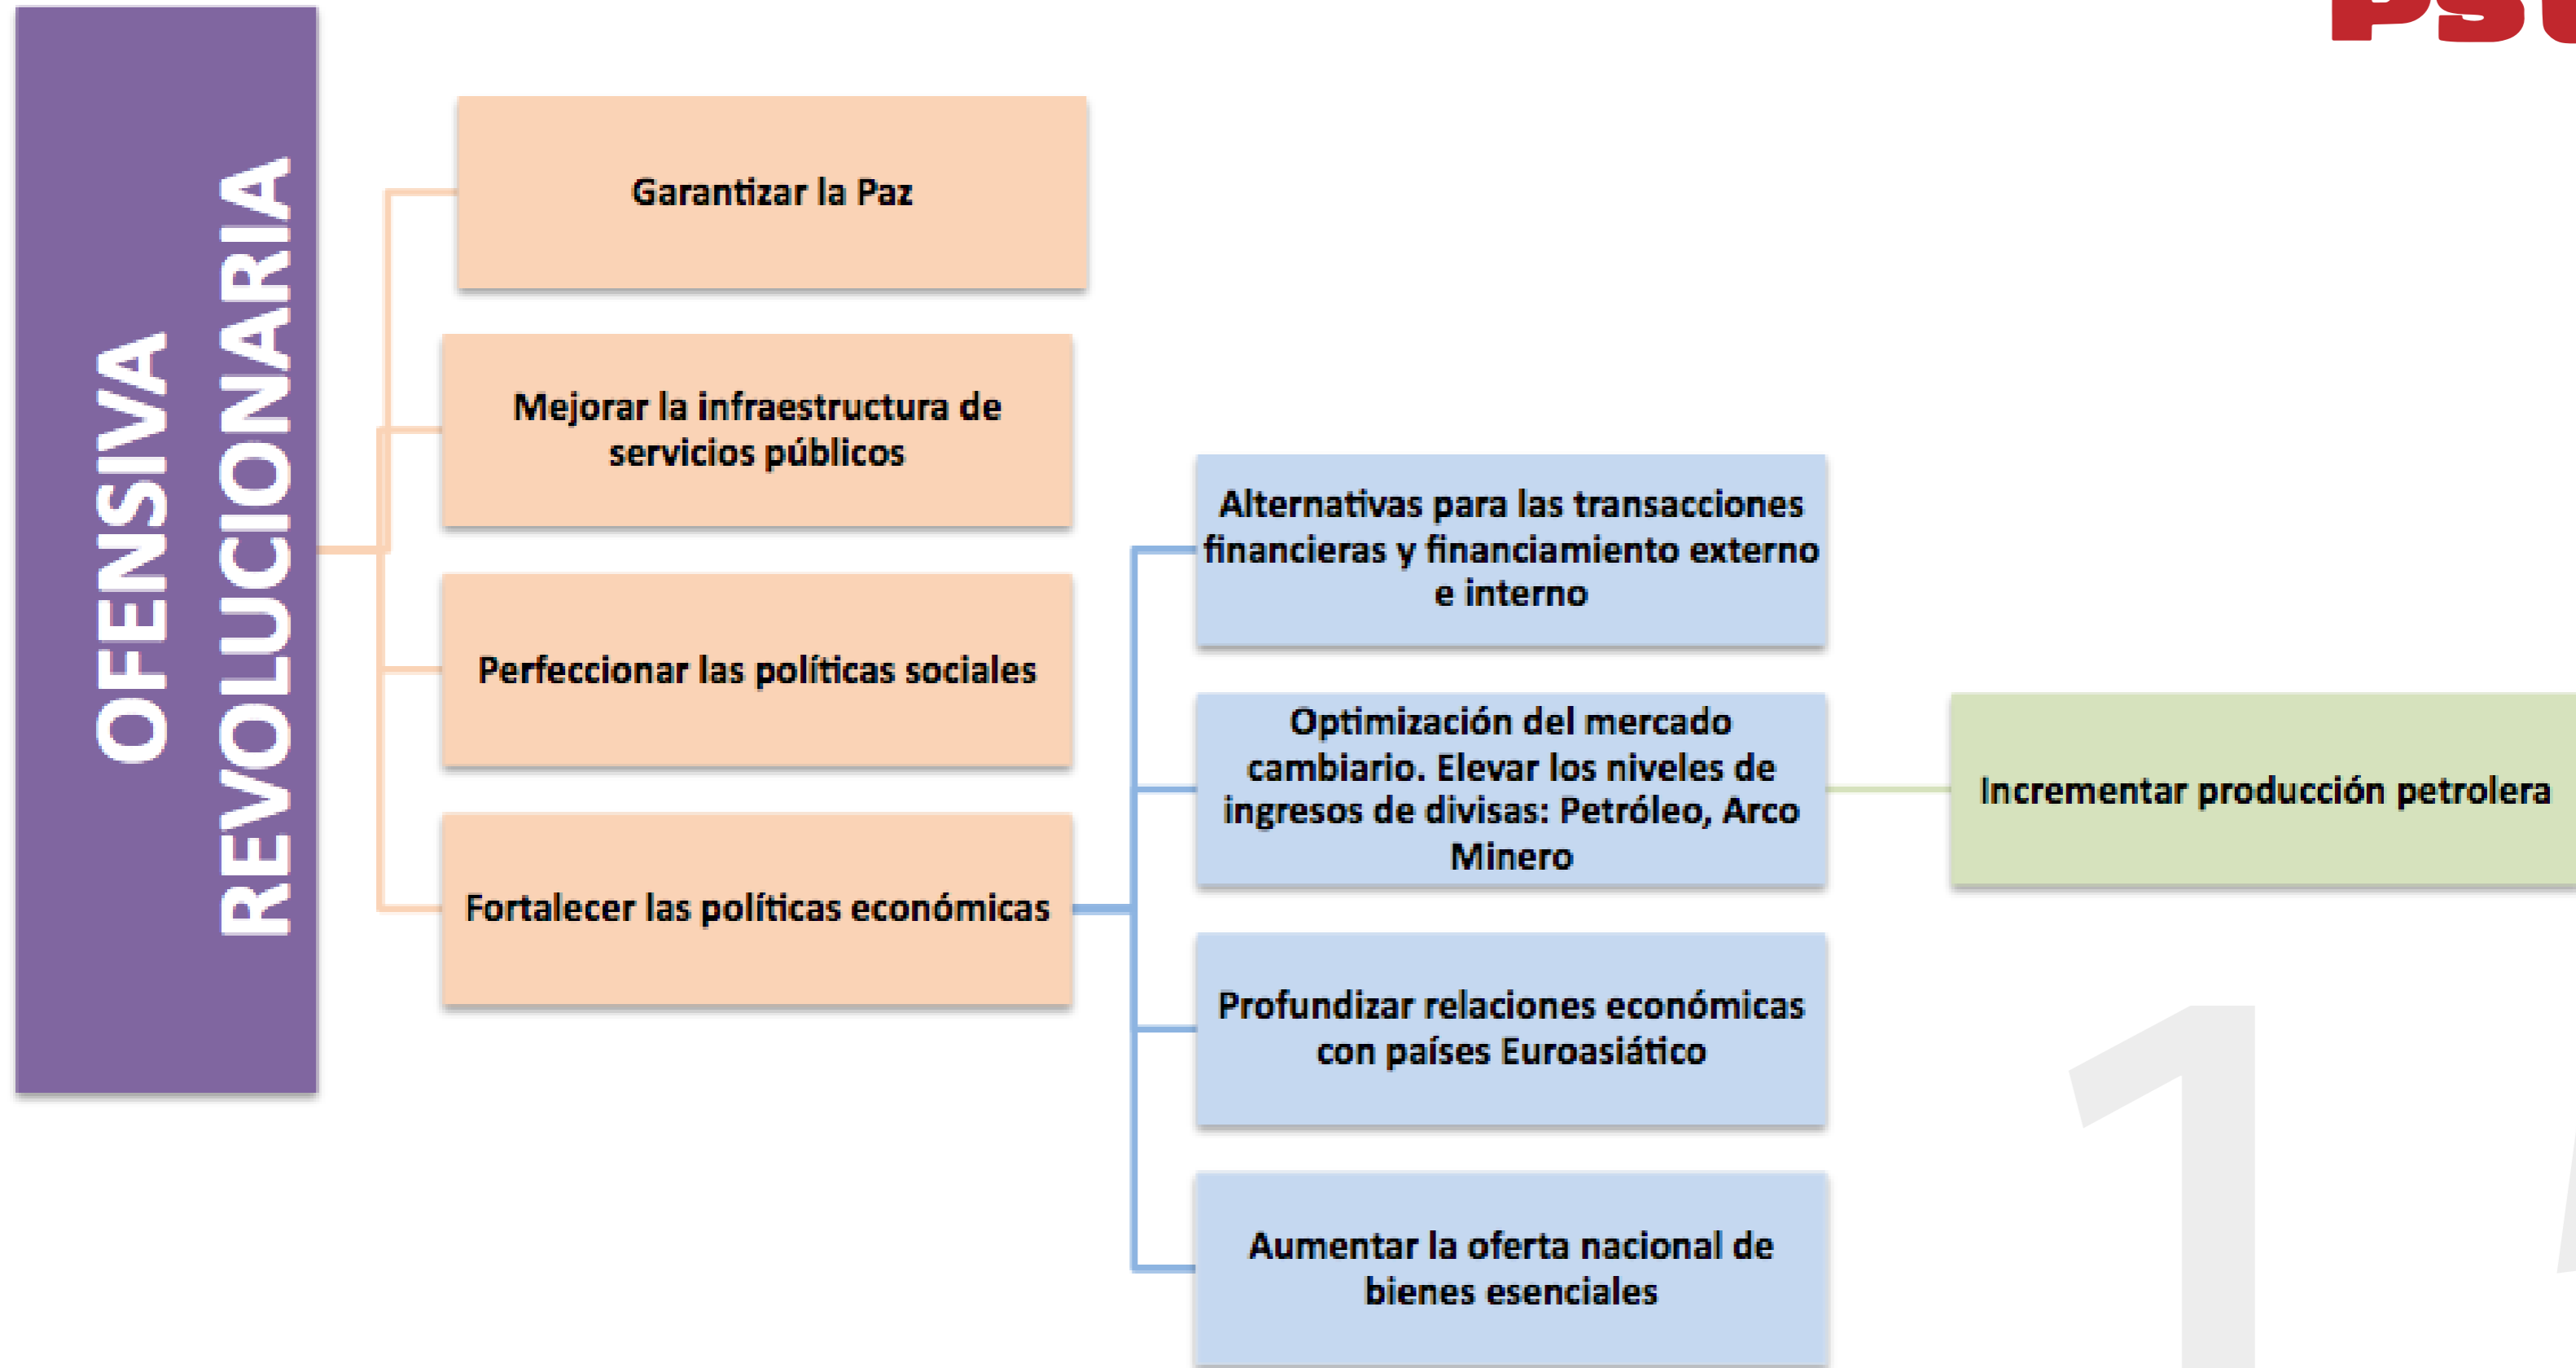 OFENSIVA
REVOLUCIONARIA
Garantizar la Paz
Mejorar la infraestructura de
servicios públicos
Perfeccionar las políticas sociales
Fortalecer las políticas económicas
Alternativas para las transacciones
financieras y financiamiento externo
e interno
Optimización del mercado
cambiario. Elevar los niveles de
ingresos de divisas: Petróleo, Arco
Minero
Profundizar relaciones económicas
con países Euroasiático
Aumentar la oferta nacional de
bienes esenciales
Incrementar producción petrolera
1